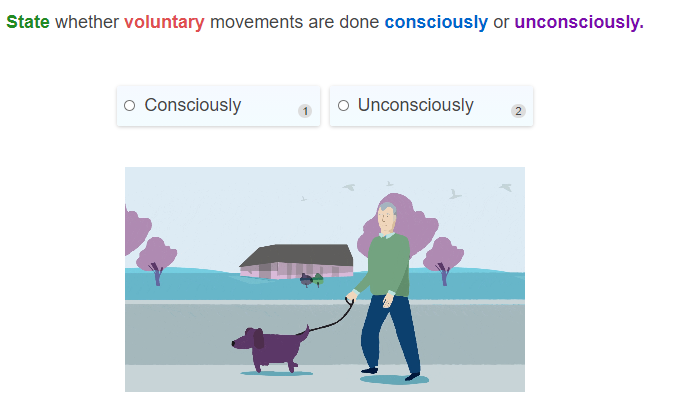 State whether voluntary movements are done consciously or unconsciously.
Consciously 1
Unconsciously 2